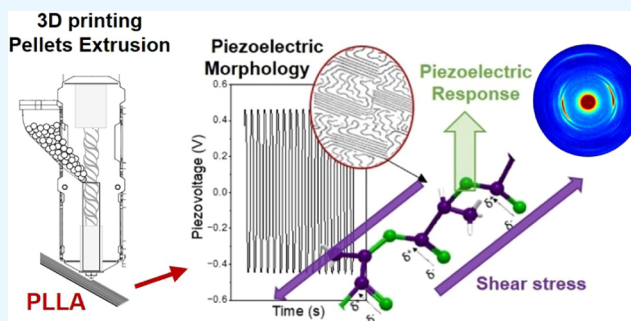 3D printing
Pellets Extrusion
PLLA
Piezoelectric
Morphology
Piezovoltage (V)
0.6
0.4
0.2
0.0
−0.2
−0.4
−0.6
Time (s)
Piezoelectric
Response
Shear stress
δ⁺
δ⁻
δ⁺
δ⁻
δ⁺
δ⁻